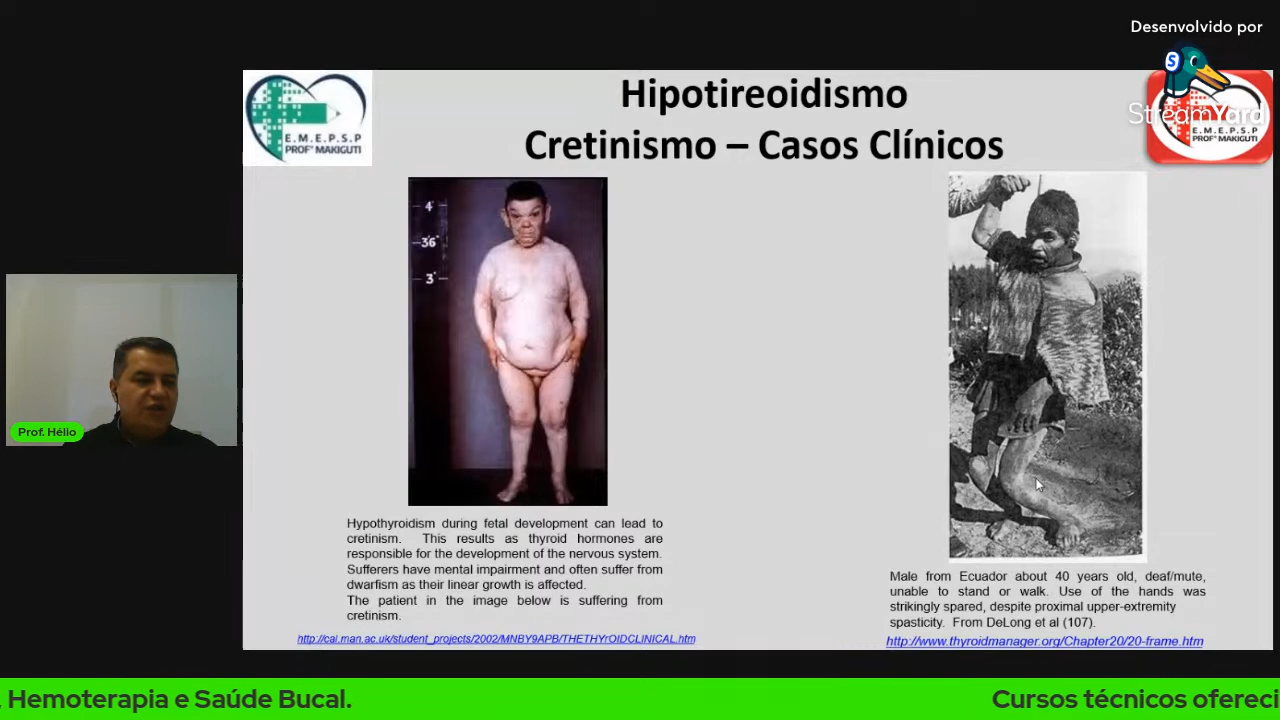 Desenvolvido por
StreamYard
Hipotireoidismo
Cretinismo – Casos Clínicos
E.M.E.P.S.P
PROFº MAKIGUTI
E.M.E.P.S.P
PROFº MAKIGUTI
4'
36"
3'
Prof. Hélio
Hypothyroidism during fetal development can lead to
cretinism. This results as thyroid hormones are
responsible for the development of the nervous system.
Sufferers have mental impairment and often suffer from
dwarfism as their linear growth is affected.
The patient in the image below is suffering from
cretinism.
http://cal.man.ac.uk/student_projects/2002/MNBY9APB/THETHYrOIDCLINICAL.htm
Male from Ecuador about 40 years old, deaf/mute,
unable to stand or walk. Use of the hands was
strikingly spared, despite proximal upper-extremity
spasticity. From DeLong et al (107).
http://www.thyroidmanager.org/Chapter20/20-frame.htm
, Hemoterapia e Saúde Bucal.
Cursos técnicos ofereci